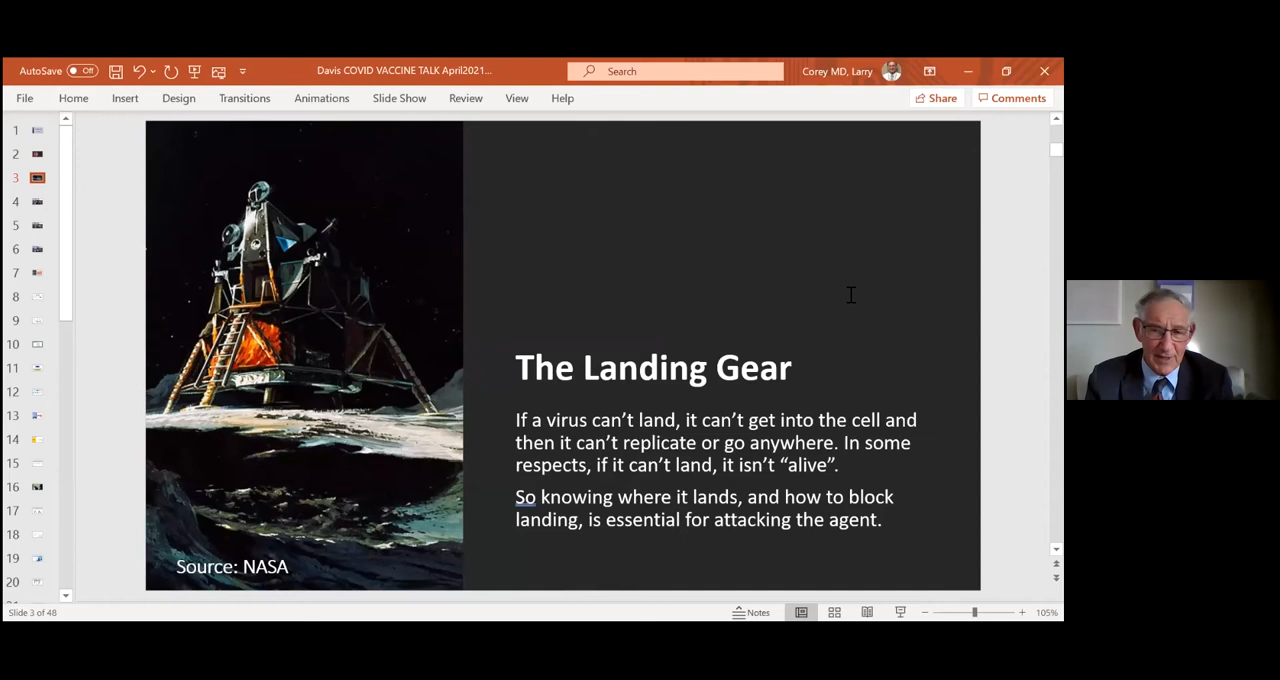 AutoSave Off Davis COVID VACCINE TALK April2021... Search Corey MD, Larry
File Home Insert Design Transitions Animations Slide Show Review View Help Share Comments
1
2
3
4
5
6
7
8
9
10
11
12
13
14
15
16
17
18
19
20
The Landing Gear
If a virus can’t land, it can’t get into the cell and
then it can’t replicate or go anywhere. In some
respects, if it can’t land, it isn’t “alive”.
So knowing where it lands, and how to block
landing, is essential for attacking the agent.
Source: NASA
Slide 3 of 48 Notes 105%